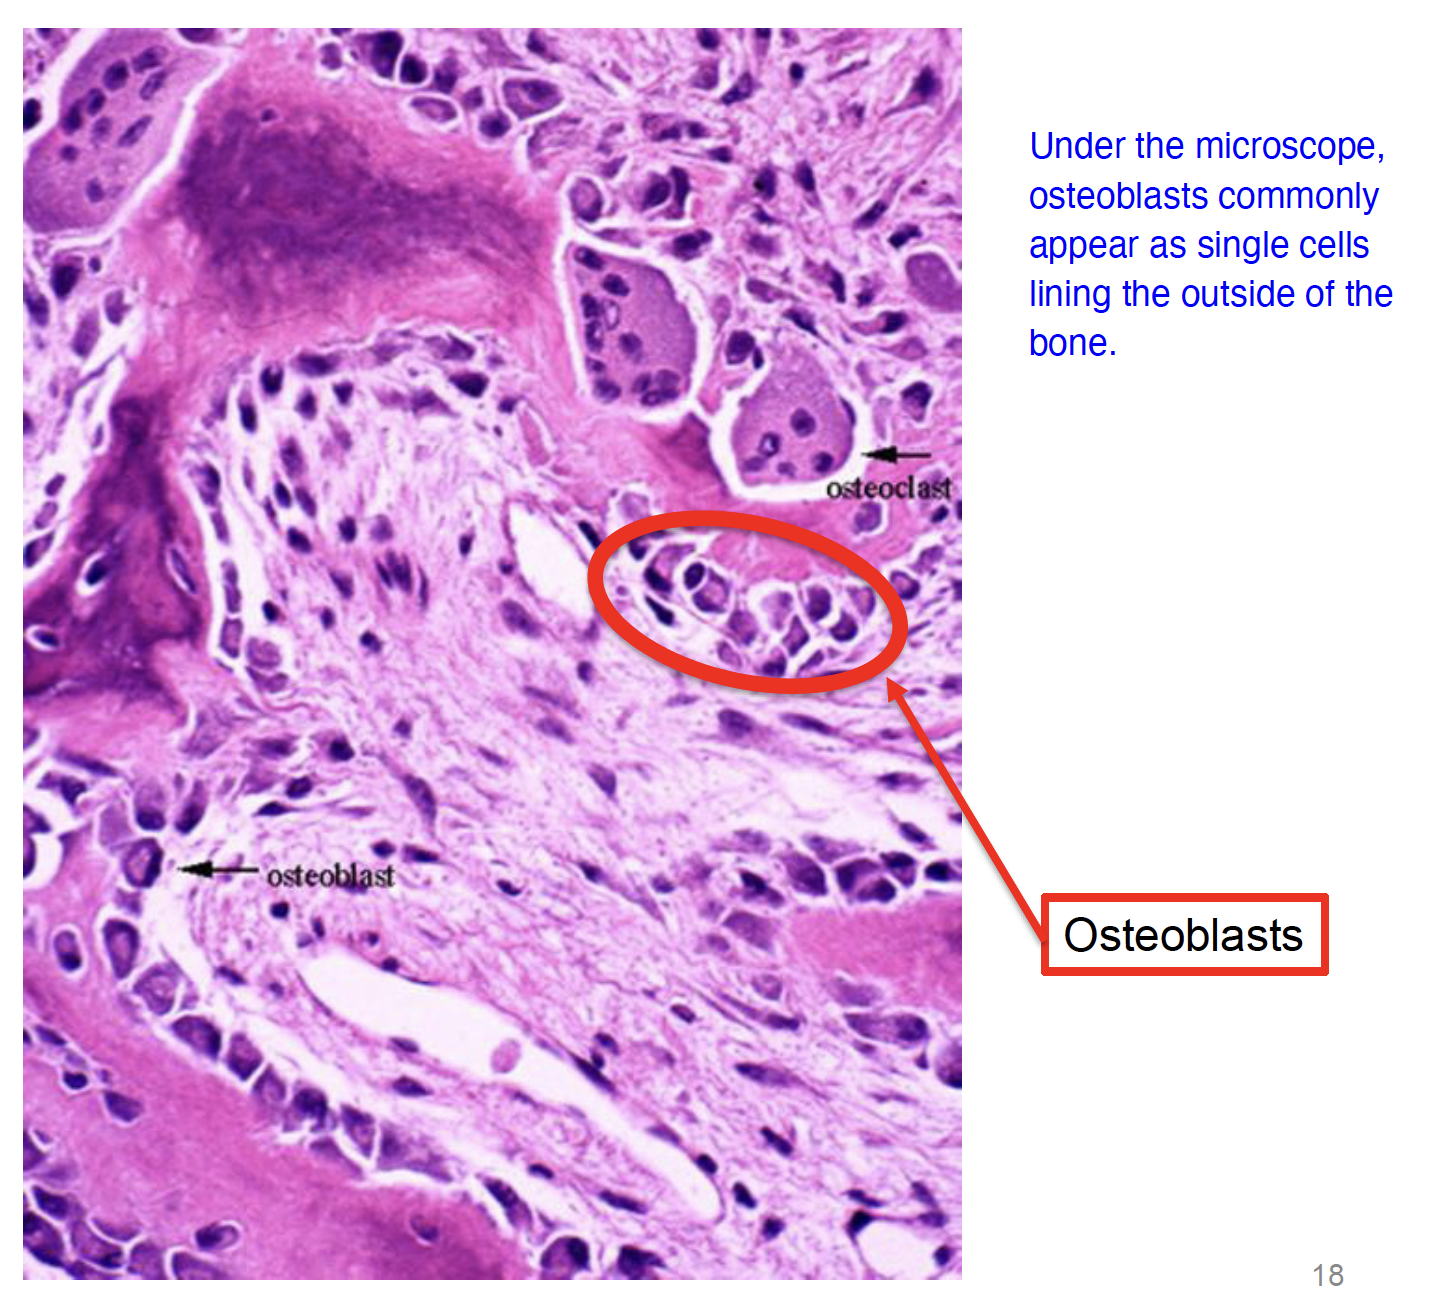 Under the microscope,
osteoblasts commonly
appear as single cells
lining the outside of the
bone.
osteoclast
osteoblast
Osteoblasts
18